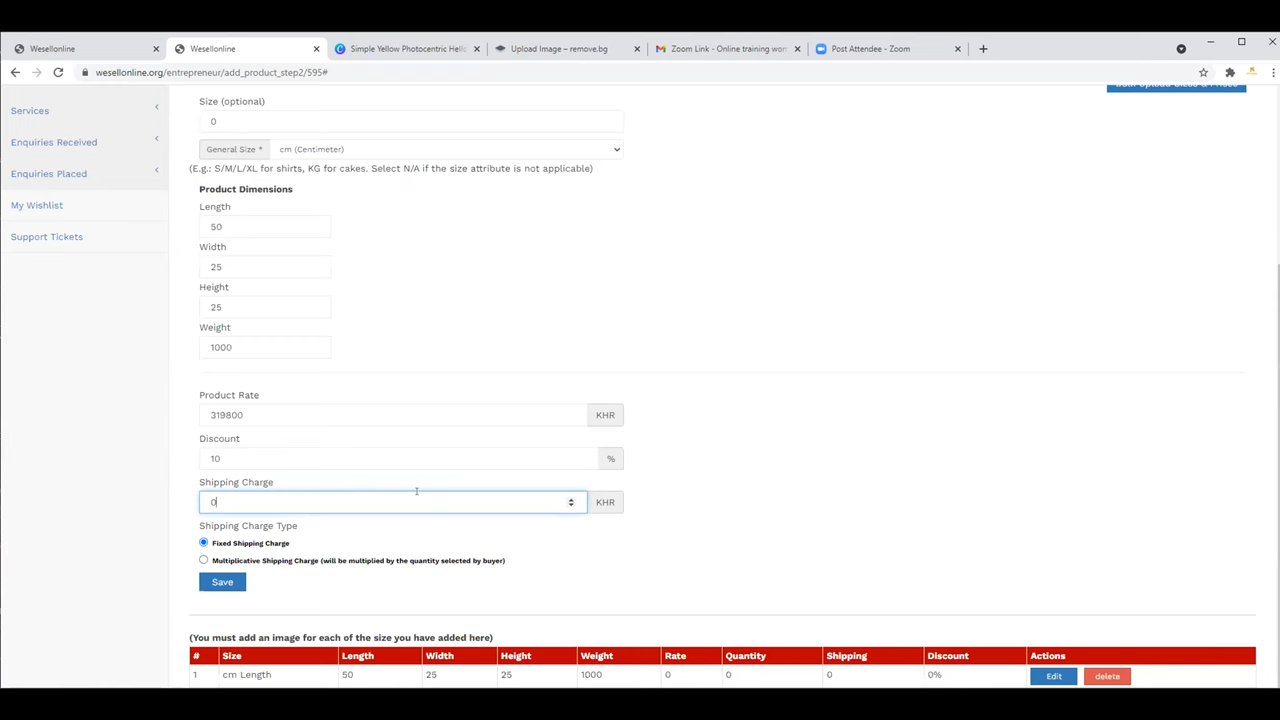 Wesellonline
Wesellonline
Simple Yellow Photocentric Hell
Upload Image – remove.bg
Zoom Link - Online training wor
Post Attendee - Zoom
wesellonline.org/entrepreneur/add_product_step2/595#
Services
Enquiries Received
Enquiries Placed
My Wishlist
Support Tickets
Size (optional)
0
General Size *
cm (Centimeter)
(E.g.: S/M/L/XL for shirts, KG for cakes. Select N/A if the size attribute is not applicable)
Product Dimensions
Length
50
Width
25
Height
25
Weight
1000
Product Rate
319800 KHR
Discount
10 %
Shipping Charge
0 KHR
Shipping Charge Type
Fixed Shipping Charge
Multiplicative Shipping Charge (will be multiplied by the quantity selected by buyer)
Save
(You must add an image for each of the size you have added here)
# Size Length Width Height Weight Rate Quantity Shipping Discount Actions
1 cm Length 50 25 25 1000 0 0 0 0% Edit delete